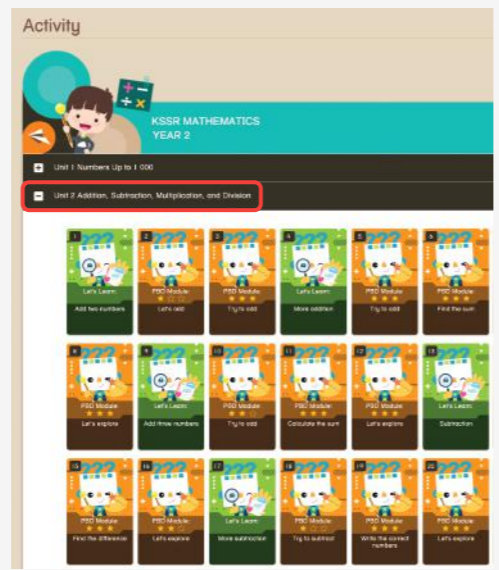 Activity
KSSR MATHEMATICS
YEAR 2
Unit 1 Numbers Up to 1 000
Unit 2 Addition, Subtraction, Multiplication, and Division
1
Let's Learn:
Add two numbers
2
PBD Module:
Let's add
3
PBD Module:
Try to add
4
Let's Learn:
More addition
5
PBD Module:
Try to add
6
PBD Module:
Find the sum
8
PBD Module:
Let's explore
9
Let's Learn:
Add three numbers
10
PBD Module:
Try to add
11
PBD Module:
Calculate the sum
12
PBD Module:
Let's explore
13
Let's Learn:
Subtraction
15
PBD Module:
Find the difference
16
PBD Module:
Let's explore
17
Let's Learn:
More subtraction
18
PBD Module:
Try to subtract
19
PBD Module:
Write the correct
numbers
20
PBD Module:
Let's explore